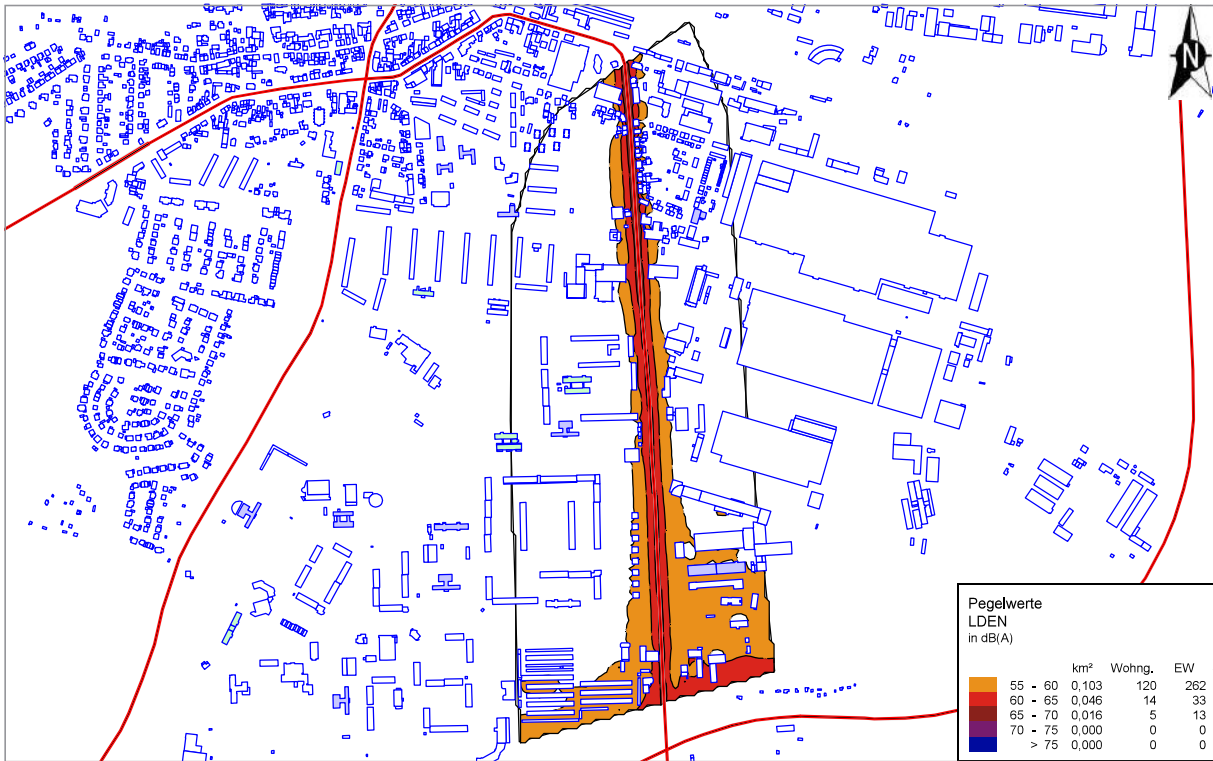 N
Pegelwerte
LDEN
in dB(A)
km² Wohng. EW
55 - 60 0,103 120 262
60 - 65 0,046 14 33
65 - 70 0,016 5 13
70 - 75 0,000 0 0
> 75 0,000 0 0